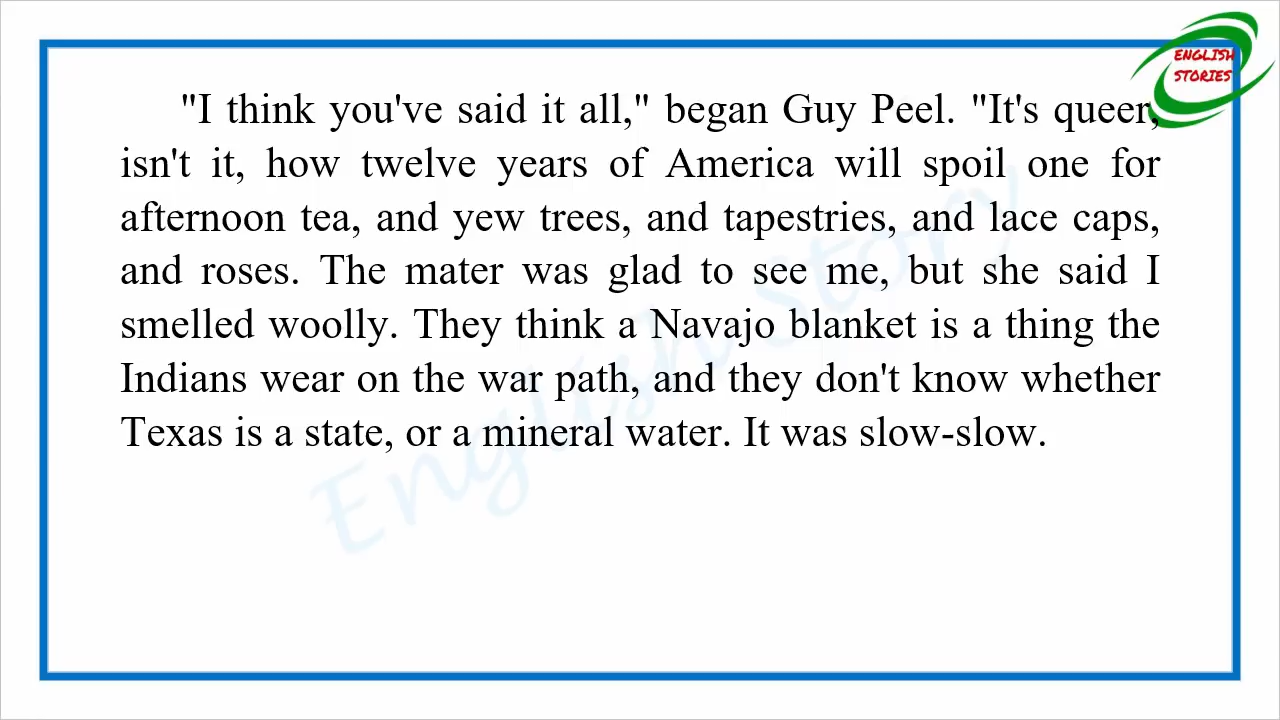 ENGLISH
STORIES
"I think you've said it all," began Guy Peel. "It's queer,
isn't it, how twelve years of America will spoil one for
afternoon tea, and yew trees, and tapestries, and lace caps,
and roses. The mater was glad to see me, but she said I
smelled woolly. They think a Navajo blanket is a thing the
Indians wear on the war path, and they don't know whether
Texas is a state, or a mineral water. It was slow-slow.
English Story